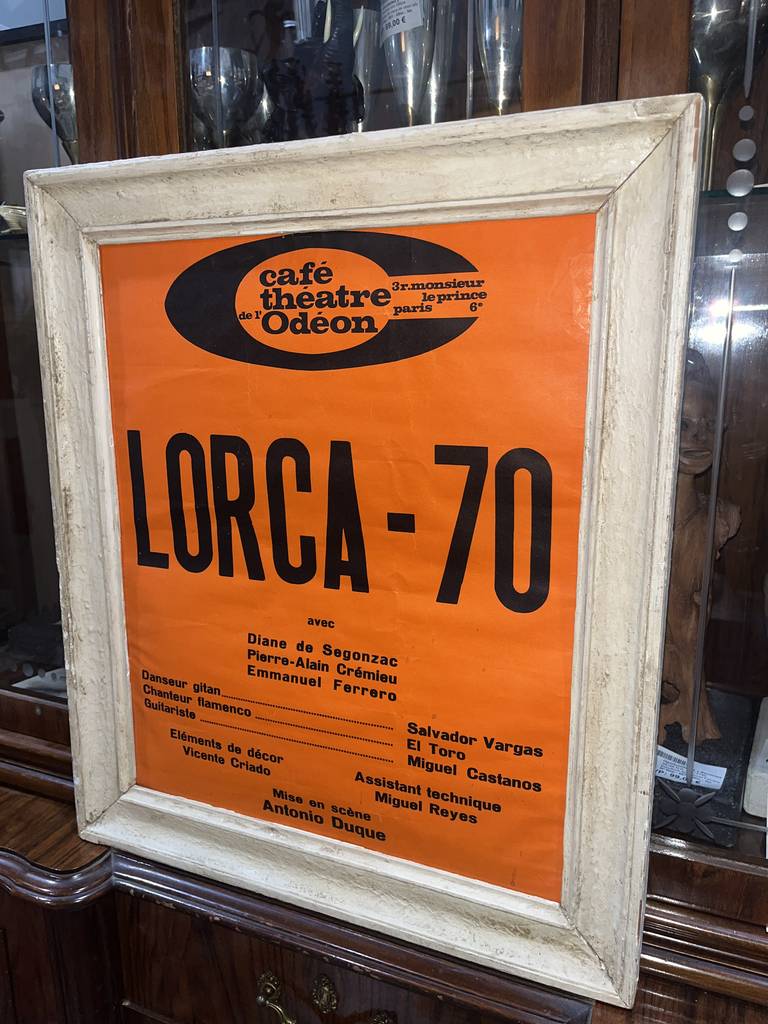 café
théatre
de l'Odéon
3 r. monsieur
le prince
paris 6e
LORCA - 70
avec
Diane de Segonzac
Pierre-Alain Crémieu
Emmanuel Ferrero
Danseur gitan........................ Salvador Vargas
Chanteur flamenco ........................ El Toro
Guitariste ........................ Miguel Castanos
Eléments de décor
Vicente Criado
Assistant technique
Miguel Reyes
Mise en scène
Antonio Duque
99,00 €